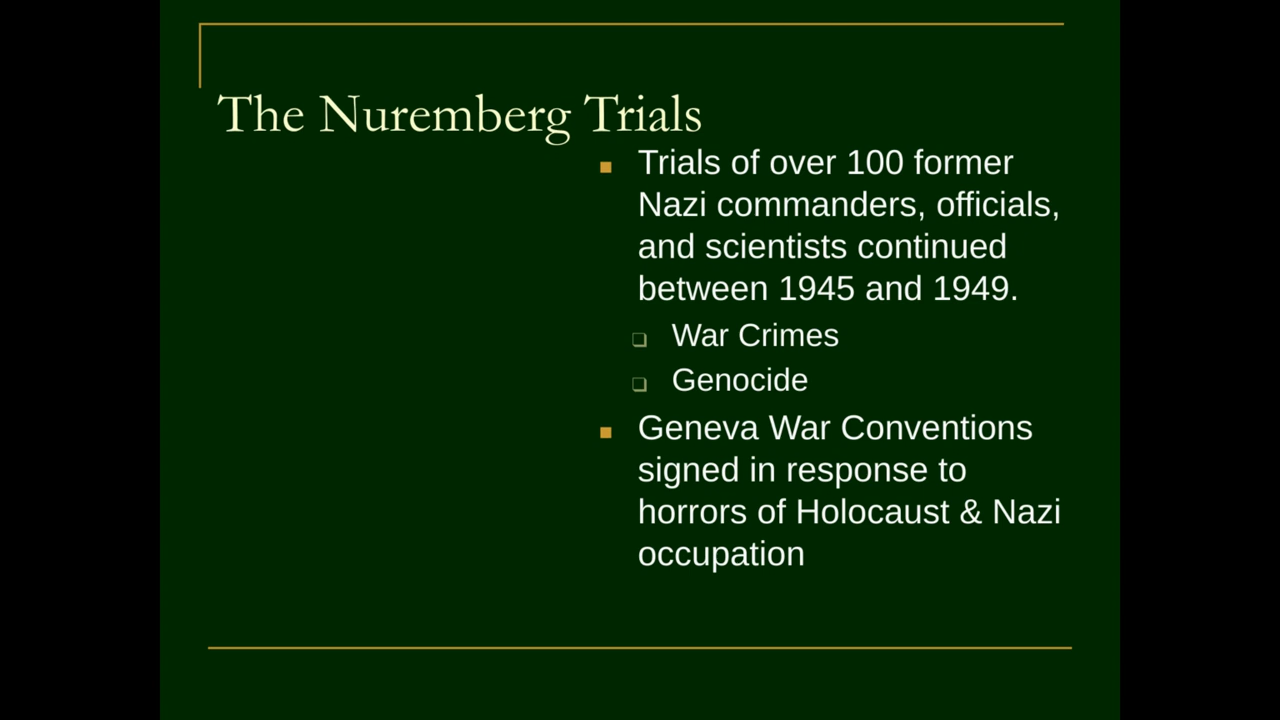 The Nuremberg Trials
Trials of over 100 former
Nazi commanders, officials,
and scientists continued
between 1945 and 1949.
War Crimes
Genocide
Geneva War Conventions
signed in response to
horrors of Holocaust & Nazi
occupation